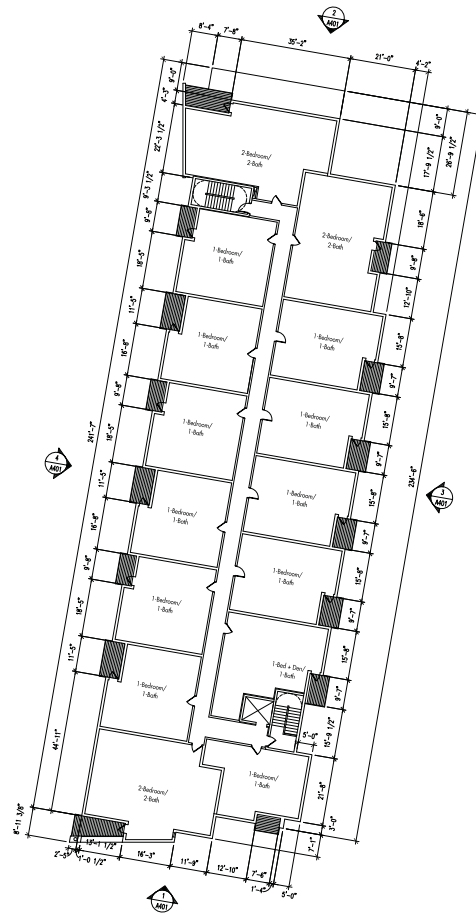 2
A401
8'-4"
7'-8"
35'-2"
21'-0"
4'-2"
9'-0"
4'-3"
22'-3 1/2"
9'-3 1/2"
9'-8"
18'-5"
11'-5"
16'-8"
9'-8"
18'-5"
11'-5"
16'-8"
9'-8"
18'-5"
11'-5"
44'-11"
8'-11 3/8"
241'-7"
9'-0"
17'-9 1/2"
26'-9 1/2"
18'-6"
9'-8"
12'-10"
15'-8"
9'-7"
15'-8"
9'-7"
15'-8"
9'-7"
15'-8"
9'-7"
15'-8"
9'-7"
15'-9 1/2"
5'-0"
21'-8"
3'-0"
7'-1"
234'-6"
2-Bedroom/
2-Bath
2-Bedroom/
2-Bath
1-Bedroom/
1-Bath
1-Bedroom/
1-Bath
1-Bedroom/
1-Bath
1-Bedroom/
1-Bath
1-Bedroom/
1-Bath
1-Bedroom/
1-Bath
1-Bedroom/
1-Bath
1-Bedroom/
1-Bath
1-Bedroom/
1-Bath
1-Bedroom/
1-Bath
1-Bed + Den/
1-Bath
2-Bedroom/
2-Bath
1-Bedroom/
1-Bath
4
A401
3
A401
2'-5"
1'-0 1/2"
15'-1 1/2"
16'-3"
11'-9"
12'-10"
7'-6"
1'-4"
5'-0"
1
A401